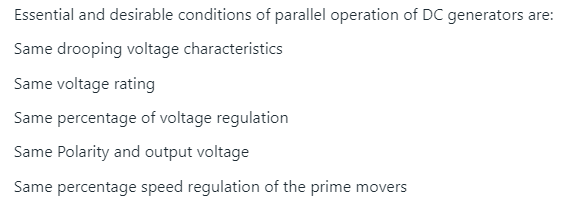 Essential and desirable conditions of parallel operation of DC generators are:
Same drooping voltage characteristics
Same voltage rating
Same percentage of voltage regulation
Same Polarity and output voltage
Same percentage speed regulation of the prime movers